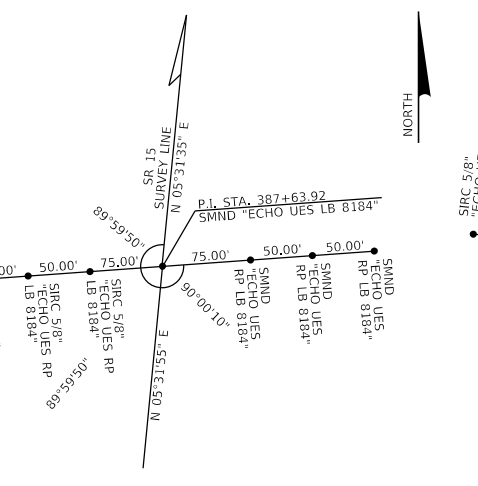 SR 15
SURVEY LINE
N 05°31'35" E
NORTH
SIRC 5/8"
P.I. STA. 387+63.92
SMND "ECHO UES LB 8184"
89°59'50"
50.00'
75.00'
75.00'
50.00'
50.00'
SIRC 5/8"
"ECHO UES RP
LB 8184"
SIRC 5/8"
"ECHO UES RP
LB 8184"
90°00'10"
SMND
"ECHO UES
RP LB 8184"
SMND
"ECHO UES
RP LB 8184"
SMND
"ECHO UES
RP LB 8184"
89°59'50"
N 05°31'55" E